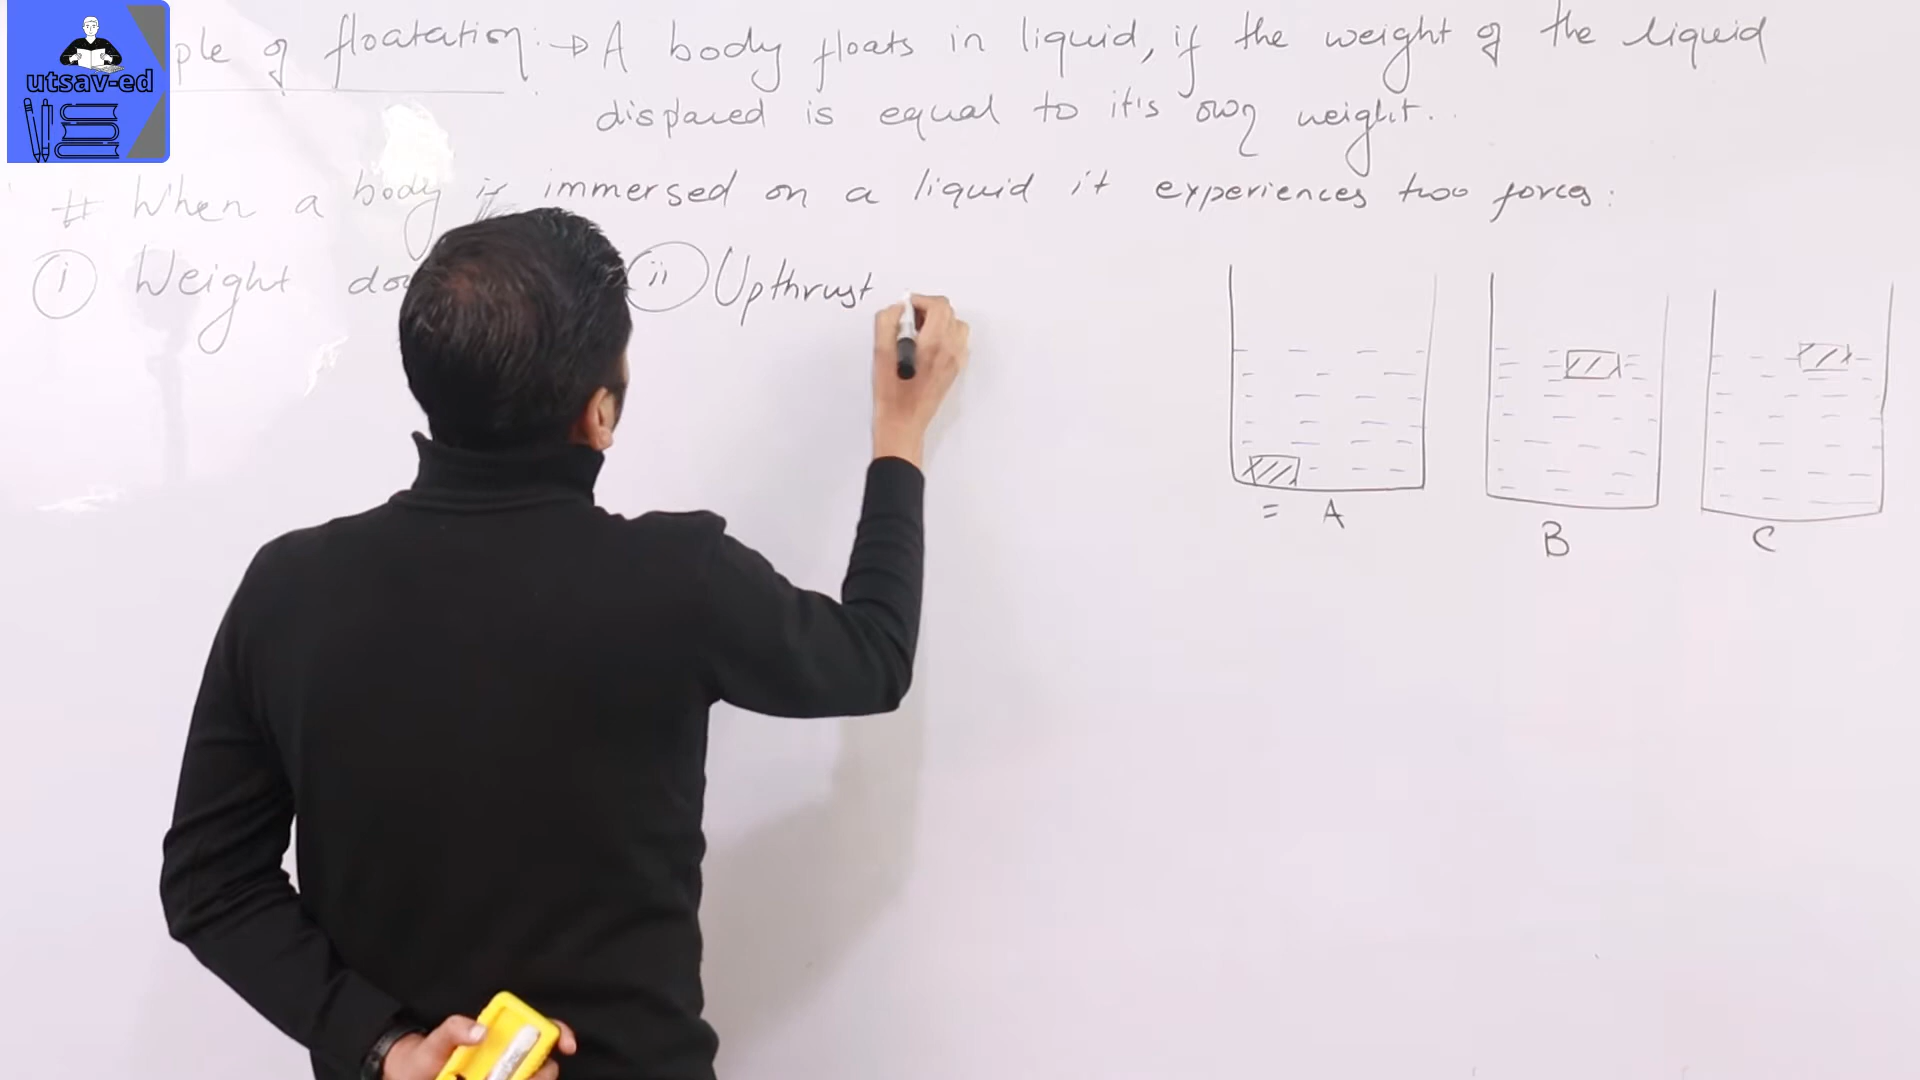 utsav-ed
ple of floatation :→ A body floats in liquid, if the weight of the liquid
displaced is equal to it's own weight.
# When a body is immersed on a liquid it experiences two forces :
i Weight do ii Upthrust
= A
B
C